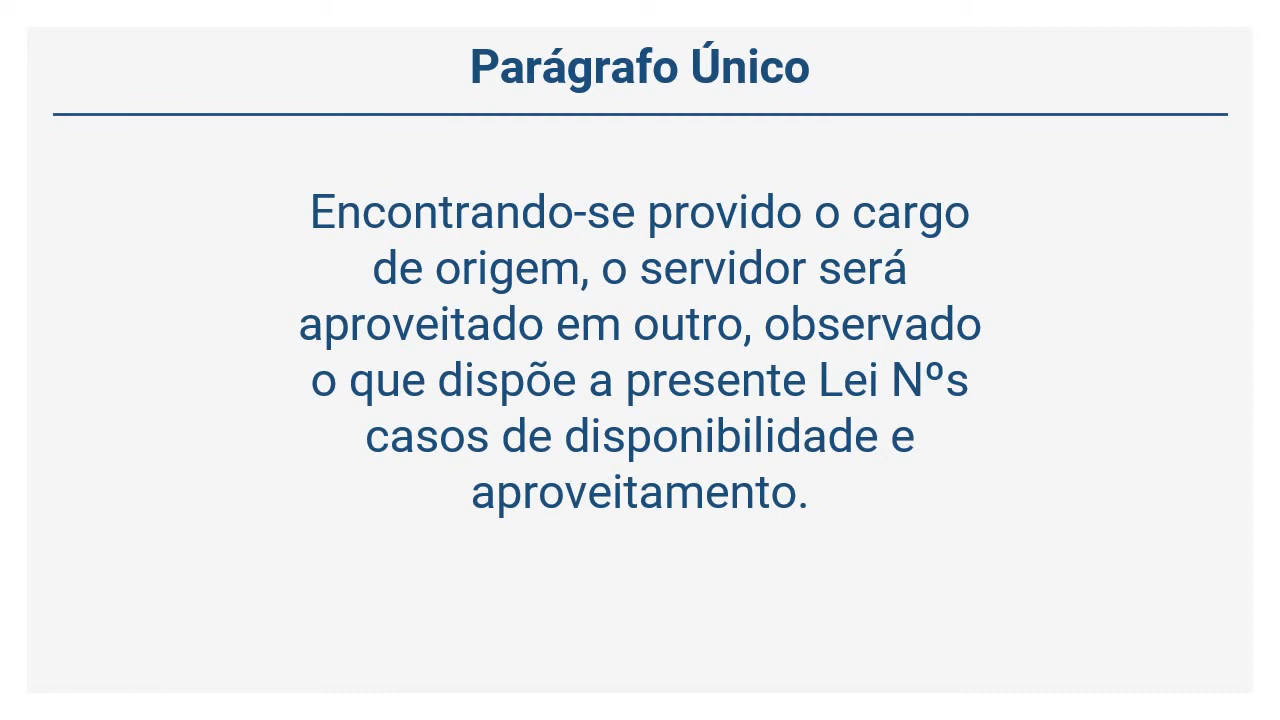 Parágrafo Único
Encontrando-se provido o cargo
de origem, o servidor será
aproveitado em outro, observado
o que dispõe a presente Lei Nºs
casos de disponibilidade e
aproveitamento.